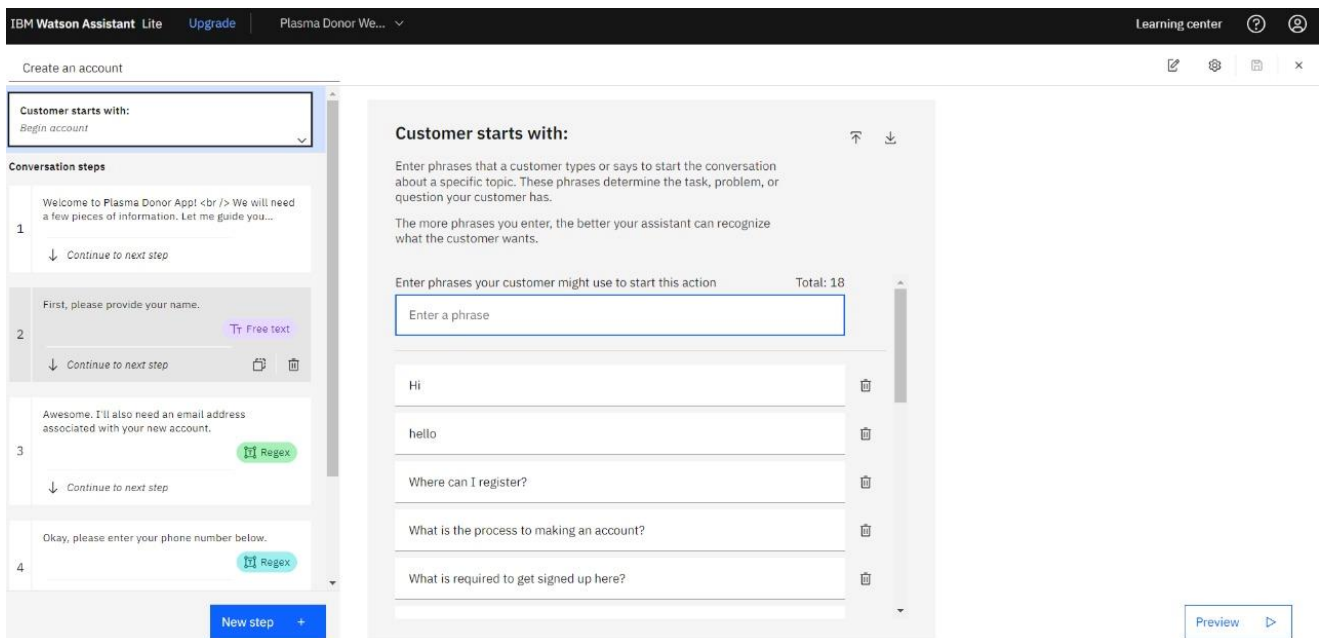 IBM Watson Assistant Lite Upgrade Plasma Donor We... Learning center
Create an account
Customer starts with:
Begin account
Conversation steps
1
Welcome to Plasma Donor App! <br /> We will need
a few pieces of information. Let me guide you...
Continue to next step
2
First, please provide your name.
Tт Free text
Continue to next step
3
Awesome. I'll also need an email address
associated with your new account.
Regex
Continue to next step
4
Okay, please enter your phone number below.
Regex
New step +
Customer starts with:
Enter phrases that a customer types or says to start the conversation
about a specific topic. These phrases determine the task, problem, or
question your customer has.
The more phrases you enter, the better your assistant can recognize
what the customer wants.
Enter phrases your customer might use to start this action Total: 18
Enter a phrase
Hi
hello
Where can I register?
What is the process to making an account?
What is required to get signed up here?
Preview